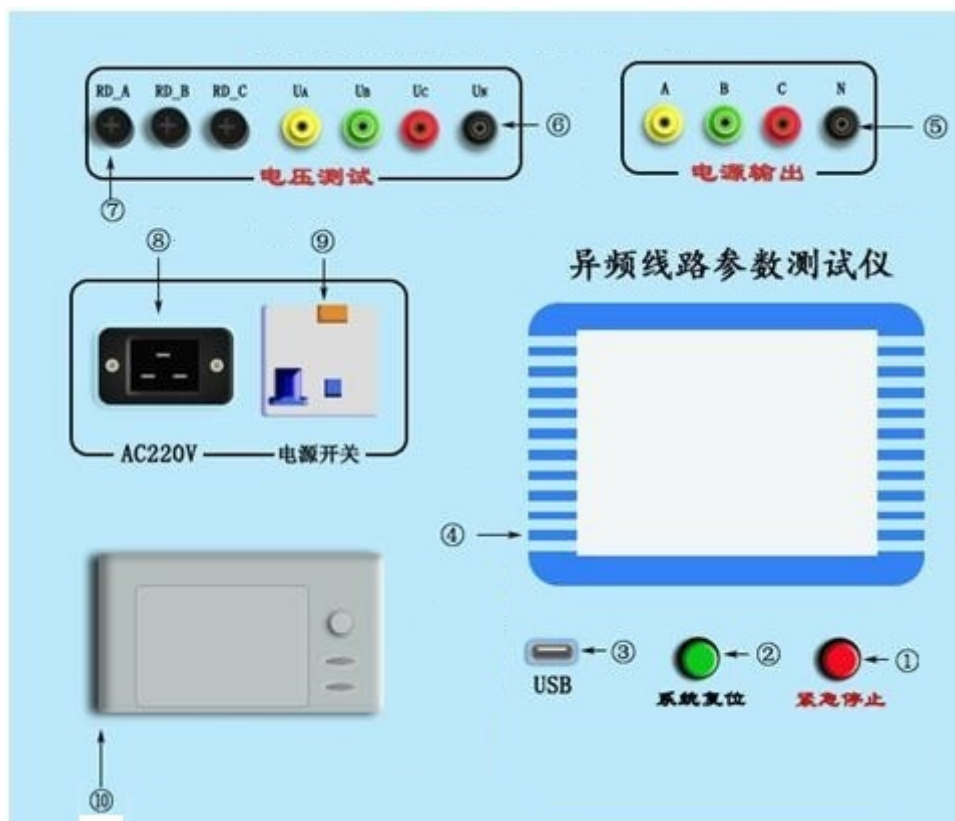 RD_A RD_B RD_C UA UB UC UN
⑥
电压测试
⑦
A B C N
⑤
电源输出
⑧ ⑨
AC220V 电源开关
异频线路参数测试仪
④
③ ② ①
USB 系统复位 紧急停止
⑩